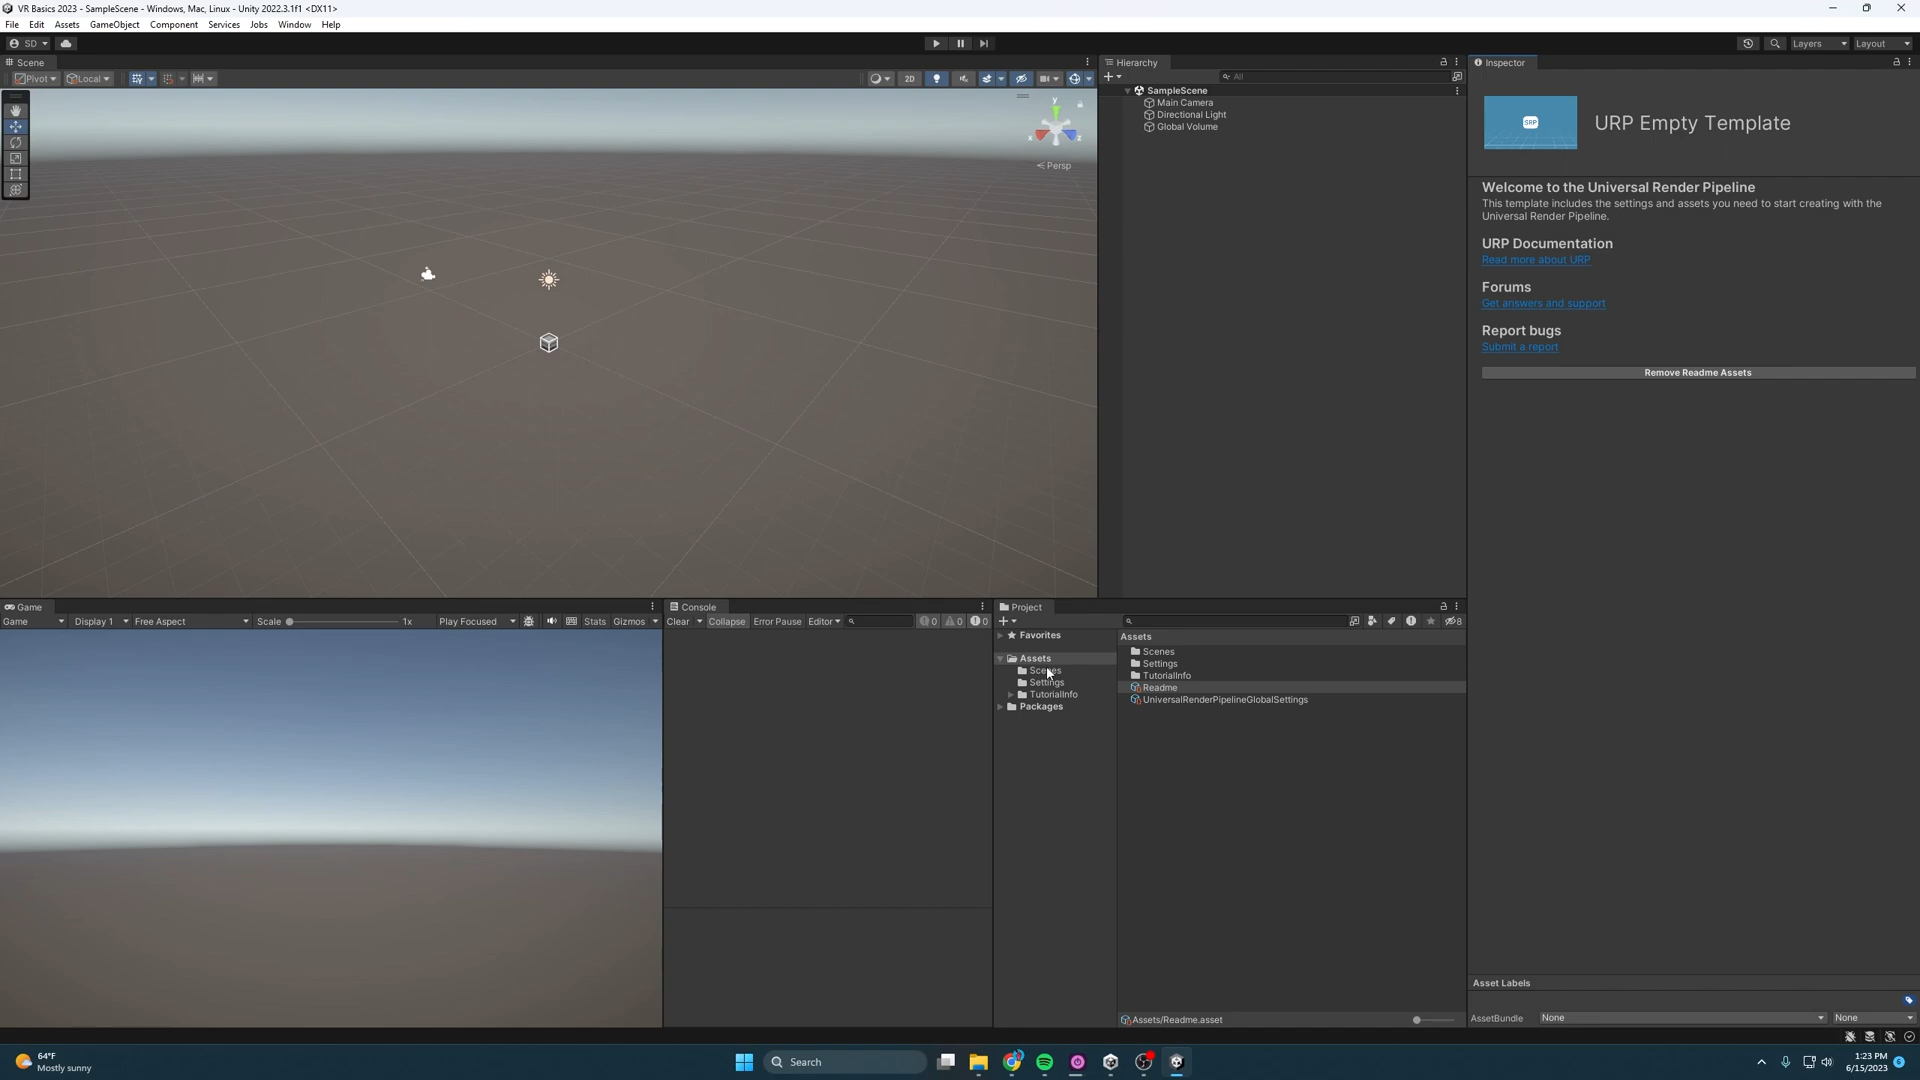 VR Basics 2023 - SampleScene - Windows, Mac, Linux - Unity 2022.3.1f1 <DX11>
File Edit Assets GameObject Component Services Jobs Window Help
SD Layers Layout
Scene
Pivot Local 2D
y
x z
Persp
Hierarchy
All
SampleScene
Main Camera
Directional Light
Global Volume
Inspector
SRP
URP Empty Template
Welcome to the Universal Render Pipeline
This template includes the settings and assets you need to start creating with the
Universal Render Pipeline.
URP Documentation
Read more about URP
Forums
Get answers and support
Report bugs
Submit a report
Remove Readme Assets
Game
Game Display 1 Free Aspect Scale 1x Play Focused Stats Gizmos
Console
Clear Collapse Error Pause Editor 0 0 0
Project
8
Favorites
Assets
Scenes
Settings
TutorialInfo
Packages
Assets
Scenes
Settings
TutorialInfo
Readme
UniversalRenderPipelineGlobalSettings
Assets/Readme.asset
Asset Labels
AssetBundle None None
64°F
Mostly sunny
Search
1:23 PM
6/15/2023
6